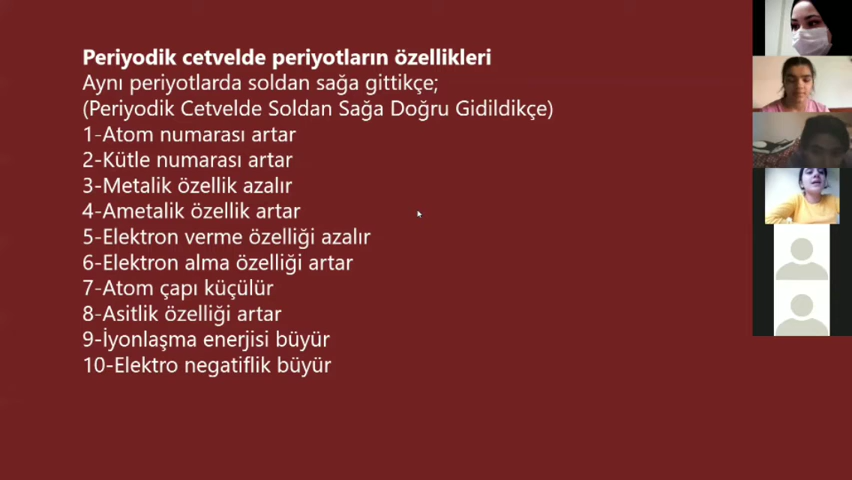 Periyodik cetvelde periyotların özellikleri
Aynı periyotlarda soldan sağa gittikçe;
(Periyodik Cetvelde Soldan Sağa Doğru Gidildikçe)
1-Atom numarası artar
2-Kütle numarası artar
3-Metalik özellik azalır
4-Ametalik özellik artar
5-Elektron verme özelliği azalır
6-Elektron alma özelliği artar
7-Atom çapı küçülür
8-Asitlik özelliği artar
9-İyonlaşma enerjisi büyür
10-Elektro negatiflik büyür